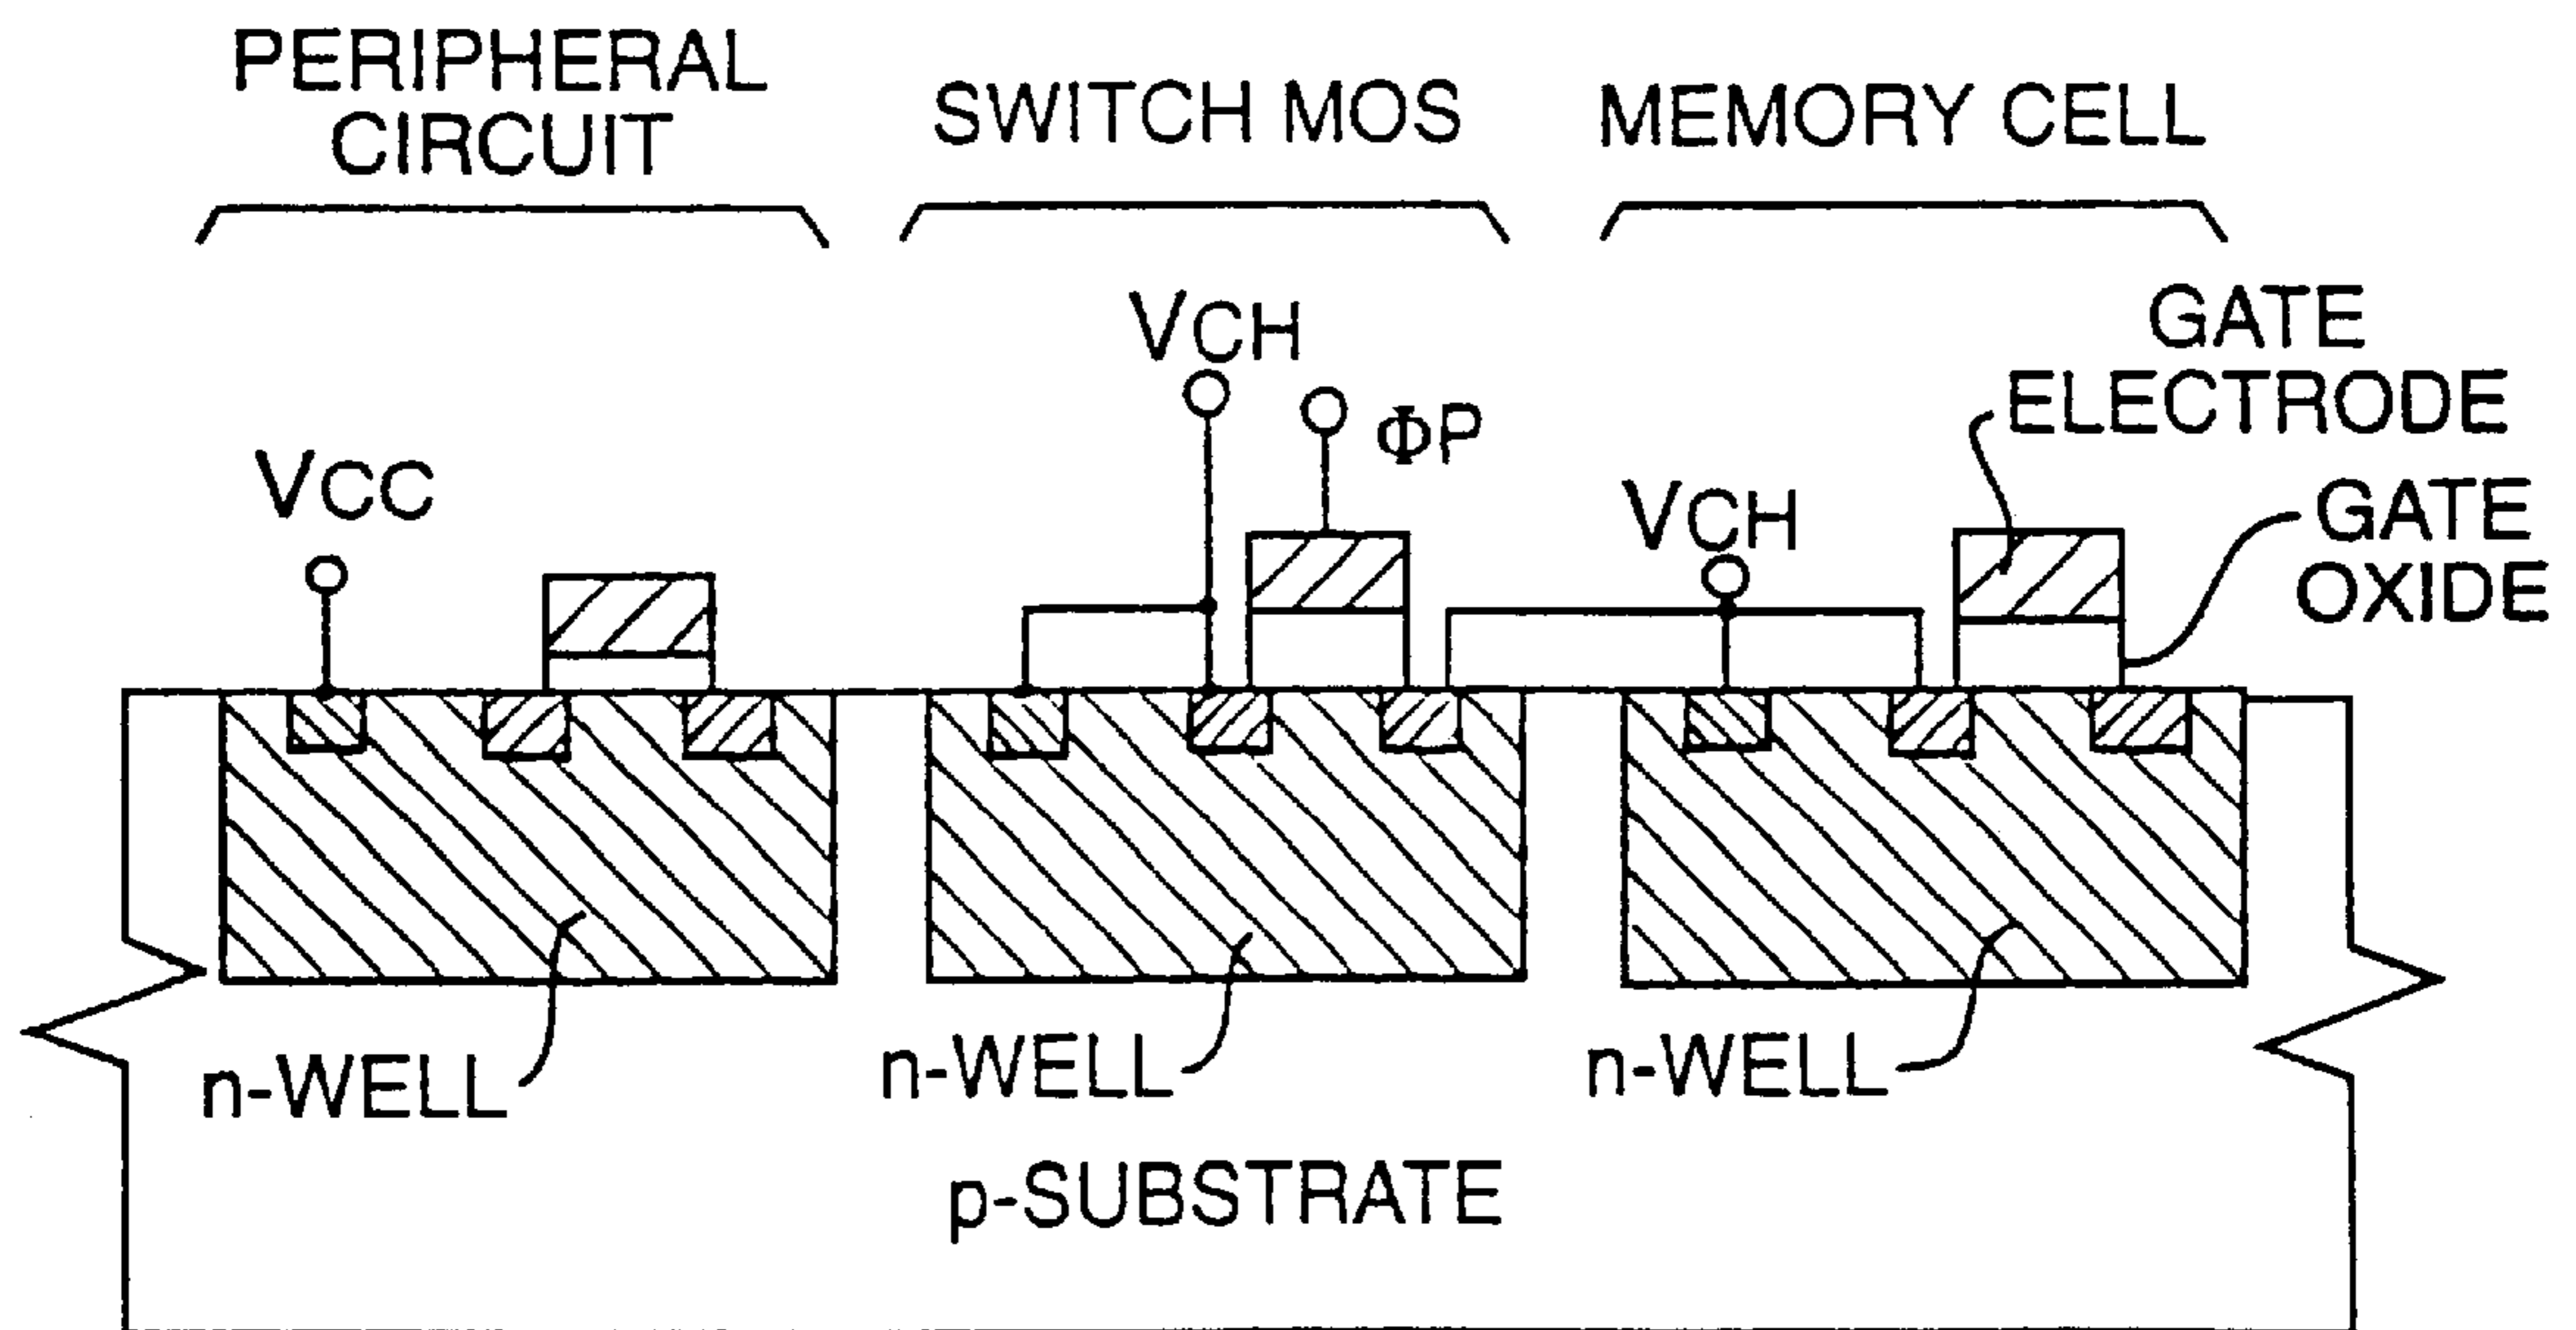 PERIPHERAL
CIRCUIT
SWITCH MOS
MEMORY CELL
VCH
GATE
ELECTRODE
ΦP
VCC
VCH
GATE
OXIDE
n-WELL
n-WELL
n-WELL
p-SUBSTRATE